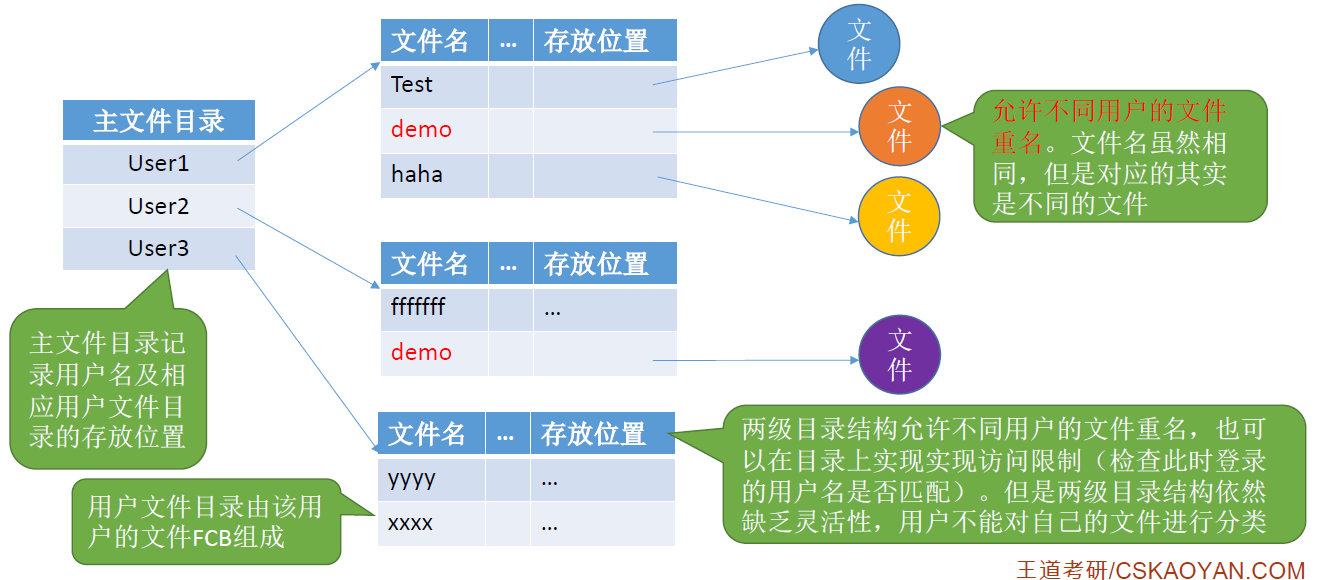 主文件目录
User1
User2
User3
主文件目录记
录用户名及相
应用户文件目
录的存放位置
用户文件目录由该用
户的文件FCB组成
文件名 ... 存放位置
Test
demo
haha
文件名 ... 存放位置
fffffff ...
demo
文件名 ... 存放位置
yyyy ...
xxxx ...
文
件
文
件
文
件
文
件
允许不同用户的文件
重名。文件名虽然相
同，但是对应的其实
是不同的文件
两级目录结构允许不同用户的文件重名，也可
以在目录上实现实现访问限制（检查此时登录
的用户名是否匹配）。但是两级目录结构依然
缺乏灵活性，用户不能对自己的文件进行分类
王道考研/CSKAOYAN.COM